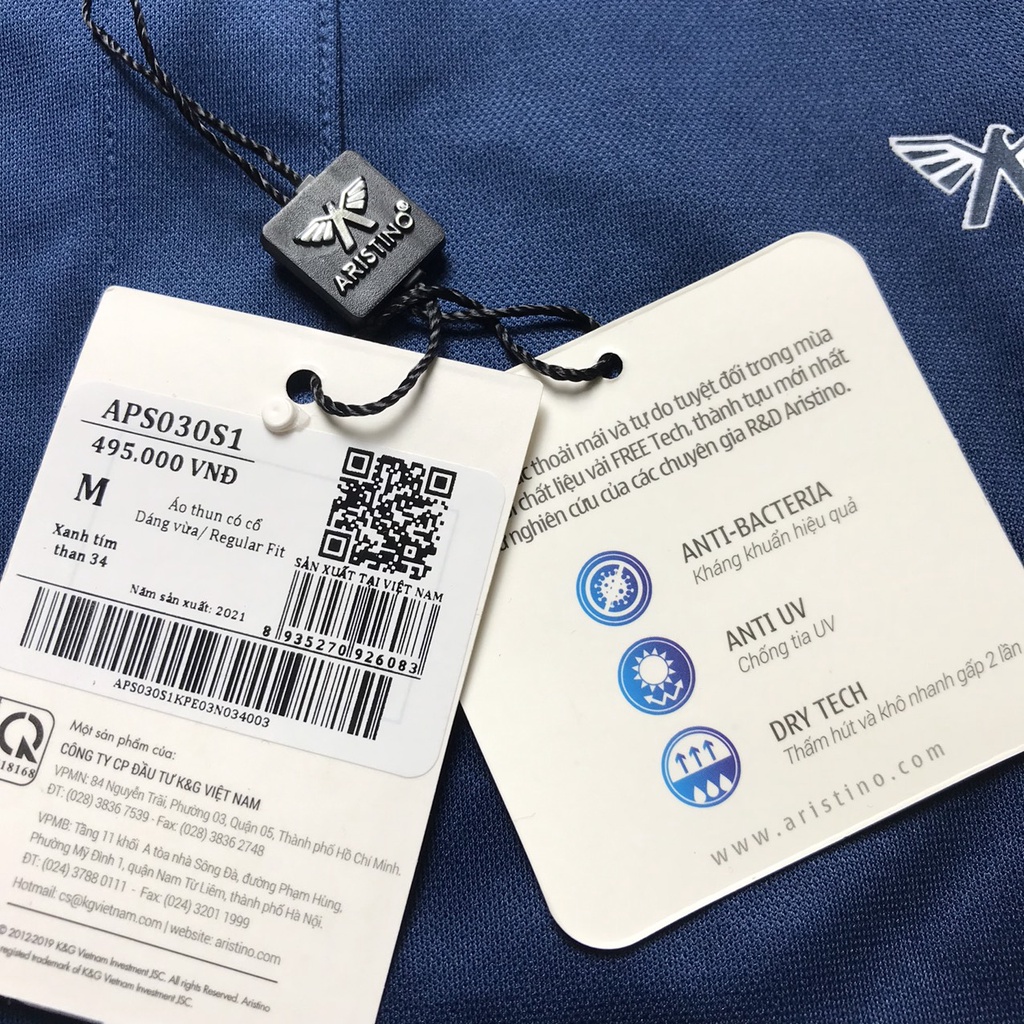 ARISTINO®
APS030S1
495.000 VNĐ
M
Áo thun có cổ
Dáng vừa/ Regular Fit
Xanh tím
than 34
SẢN XUẤT TẠI VIỆT NAM
Năm sản xuất: 2021
8 935270 926083
APS030S1KPE03N034003
18168
Một sản phẩm của:
CÔNG TY CP ĐẦU TƯ K&G VIỆT NAM
VPMN: 84 Nguyễn Trãi, Phường 03, Quận 05, Thành phố Hồ Chí Minh.
ĐT: (028) 3836 7539 - Fax: (028) 3836 2748
VPMB: Tầng 11 khối A tòa nhà Sông Đà, đường Phạm Hùng,
Phường Mỹ Đình 1, quận Nam Từ Liêm, thành phố Hà Nội.
ĐT: (024) 3788 0111 - Fax: (024) 3201 1999
Hotmail: cs@kgvietnam.com | website: aristino.com
© 2012-2019 K&G Vietnam Investment JSC. All rights Reserved. Aristino
registed trademark of K&G Vietnam Investment JSC.
thoải mái và tự do tuyệt đối trong mùa
chất liệu vải FREE Tech, thành tựu mới nhất
nghiên cứu của các chuyên gia R&D Aristino.
ANTI-BACTERIA
Kháng khuẩn hiệu quả
ANTI UV
Chống tia UV
DRY TECH
Thấm hút và khô nhanh gấp 2 lần
www.aristino.com